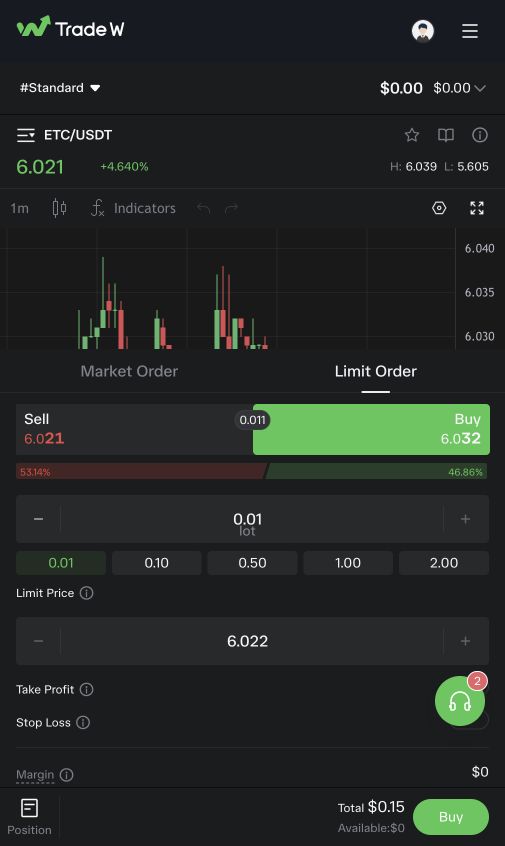 Trade W
#Standard $0.00 $0.00
ETC/USDT
6.021 +4.640% H: 6.039 L: 5.605
1m Indicators
6.040
6.035
6.030
Market Order Limit Order
Sell 0.011 Buy
6.021 6.032
53.14% 46.86%
− 0.01 +
lot
0.01 0.10 0.50 1.00 2.00
Limit Price
− 6.022 +
Take Profit
2
Stop Loss
Margin $0
Position Total $0.15 Buy
Available:$0